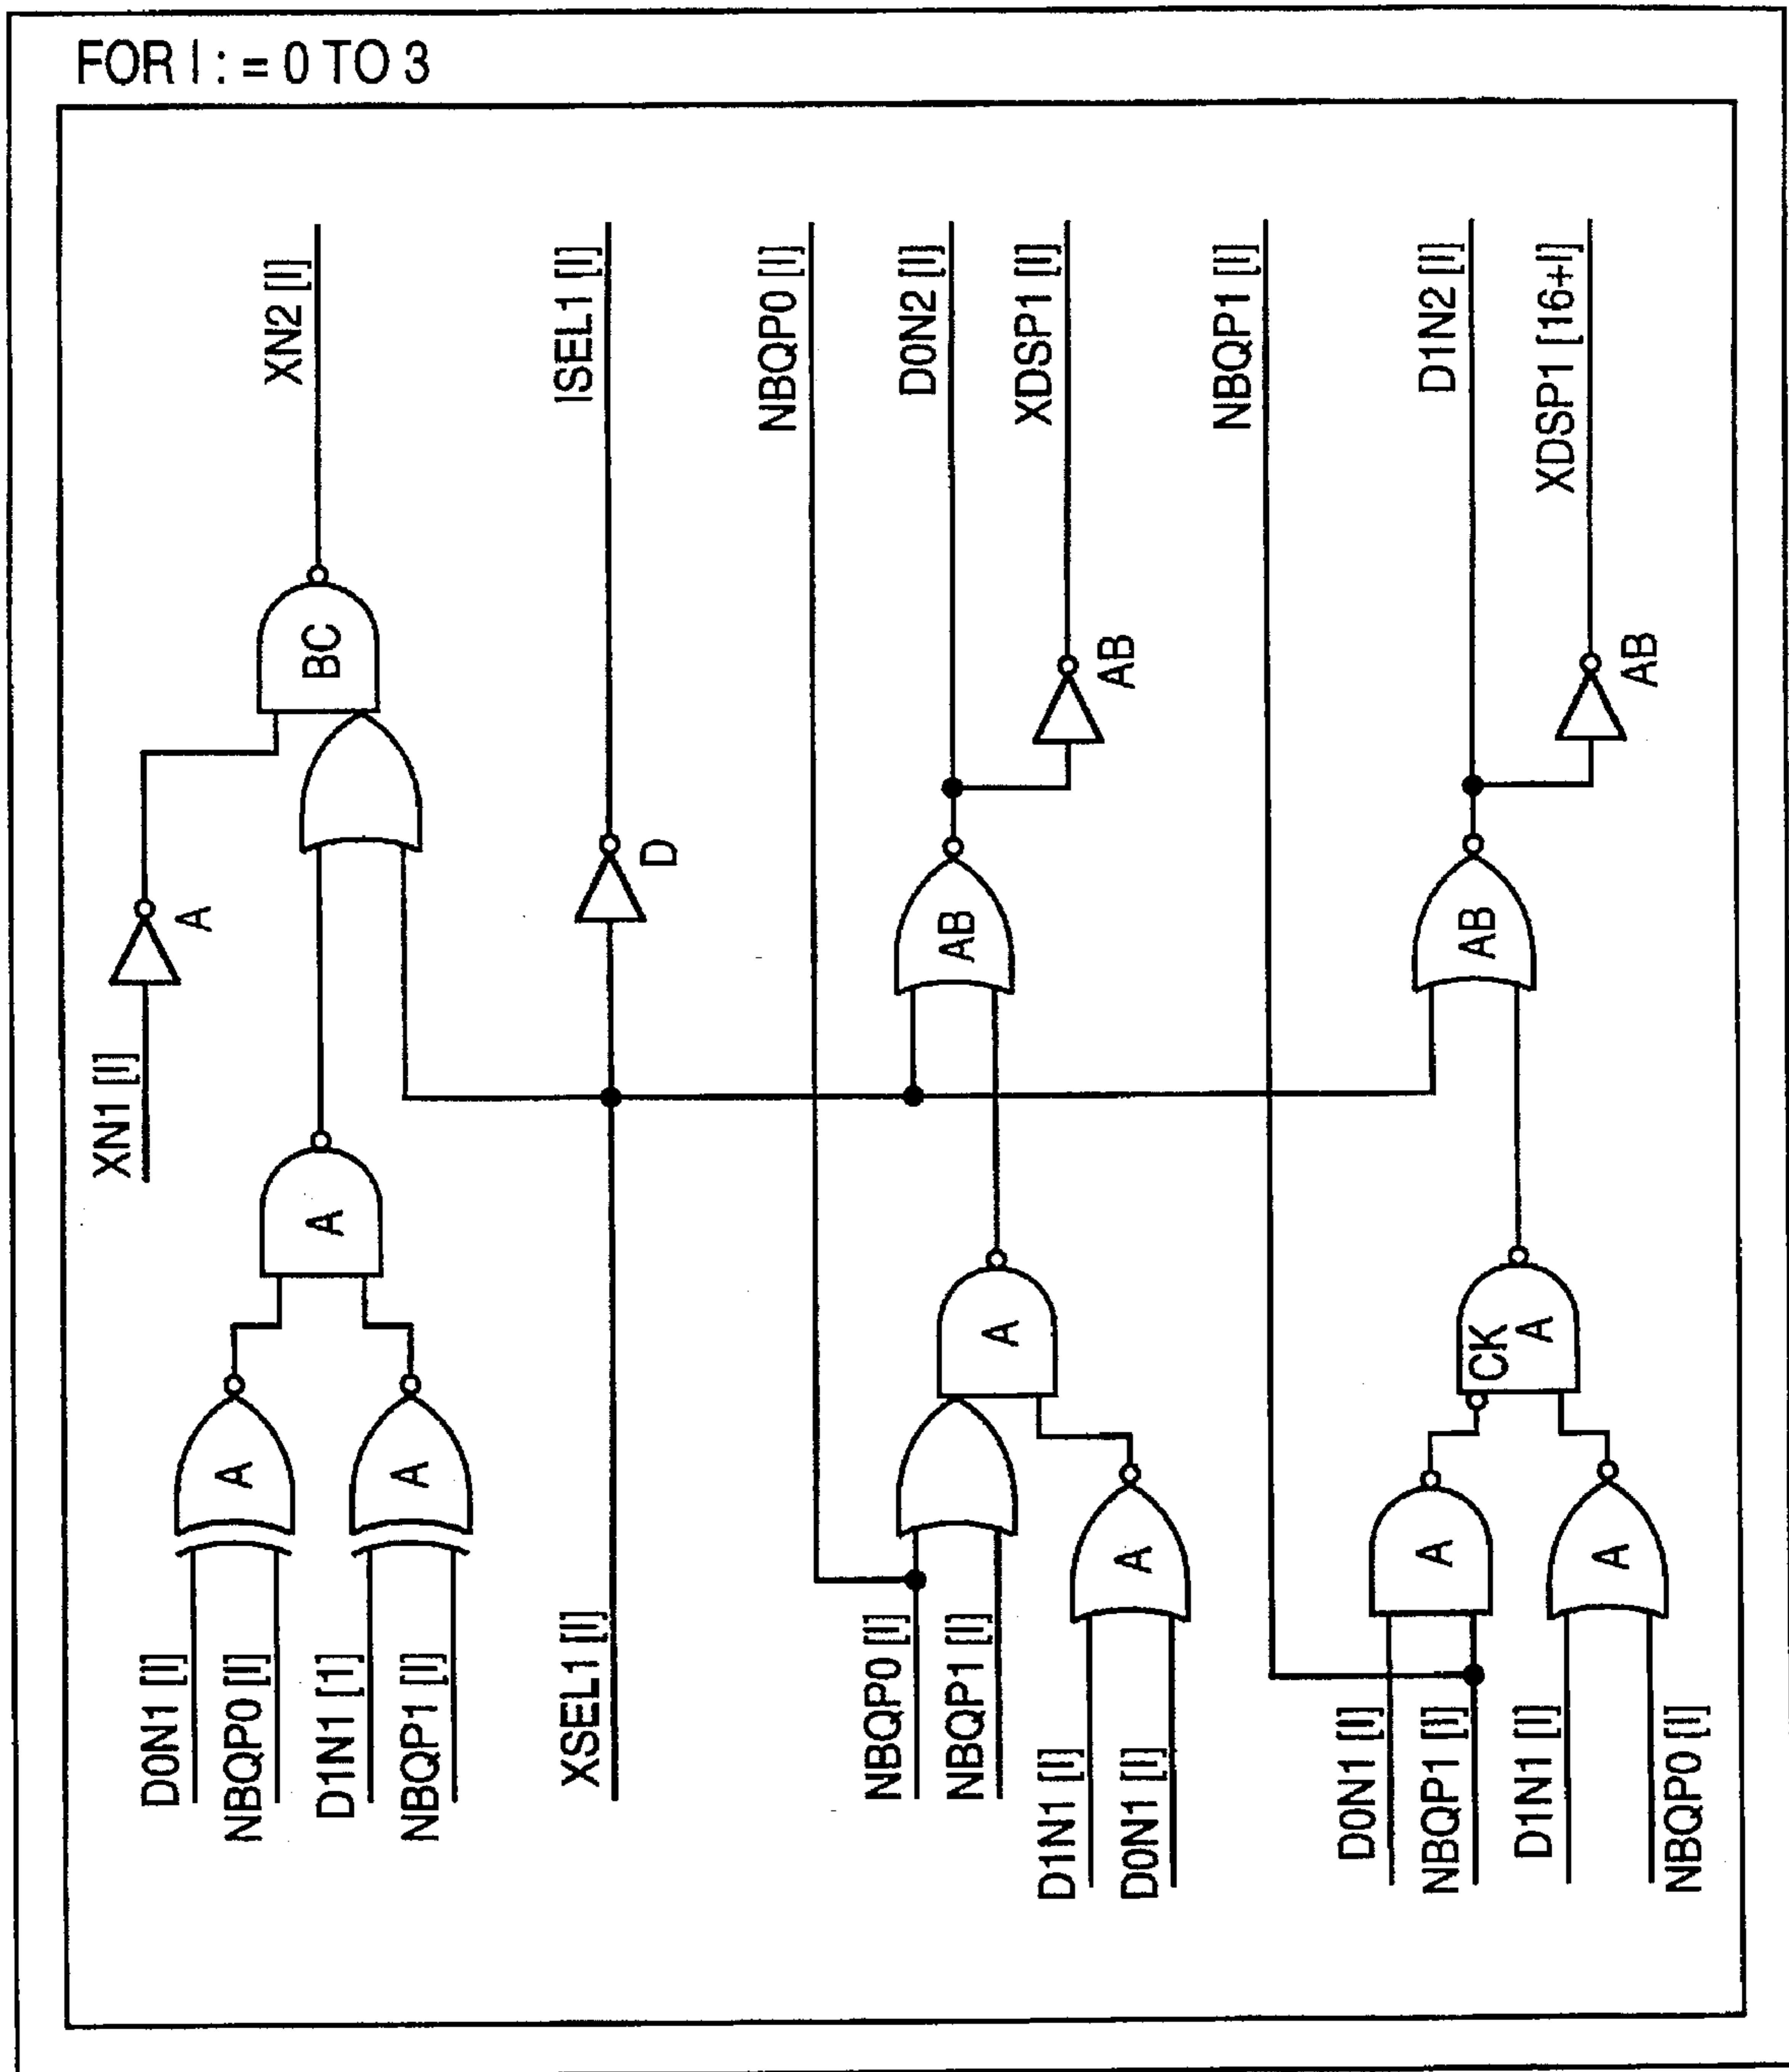 FOR I : = 0 TO 3
XN1 [I]
A
BC
XN2 [I]
D0N1 [I]
NBQP0 [I]
D1N1 [1]
NBQP1 [I]
A
A
A
XSEL1 [I]
D
ISEL1 [I]
NBQP0 [I]
NBQP0 [I]
NBQP1 [I]
D1N1 [I]
D0N1 [I]
A
A
AB
D0N2 [I]
AB
XDSP1 [I]
NBQP1 [I]
D0N1 [I]
NBQP1 [I]
D1N1 [I]
NBQP0 [I]
A
A
CK
A
AB
D1N2 [I]
AB
XDSP1 [16+I]